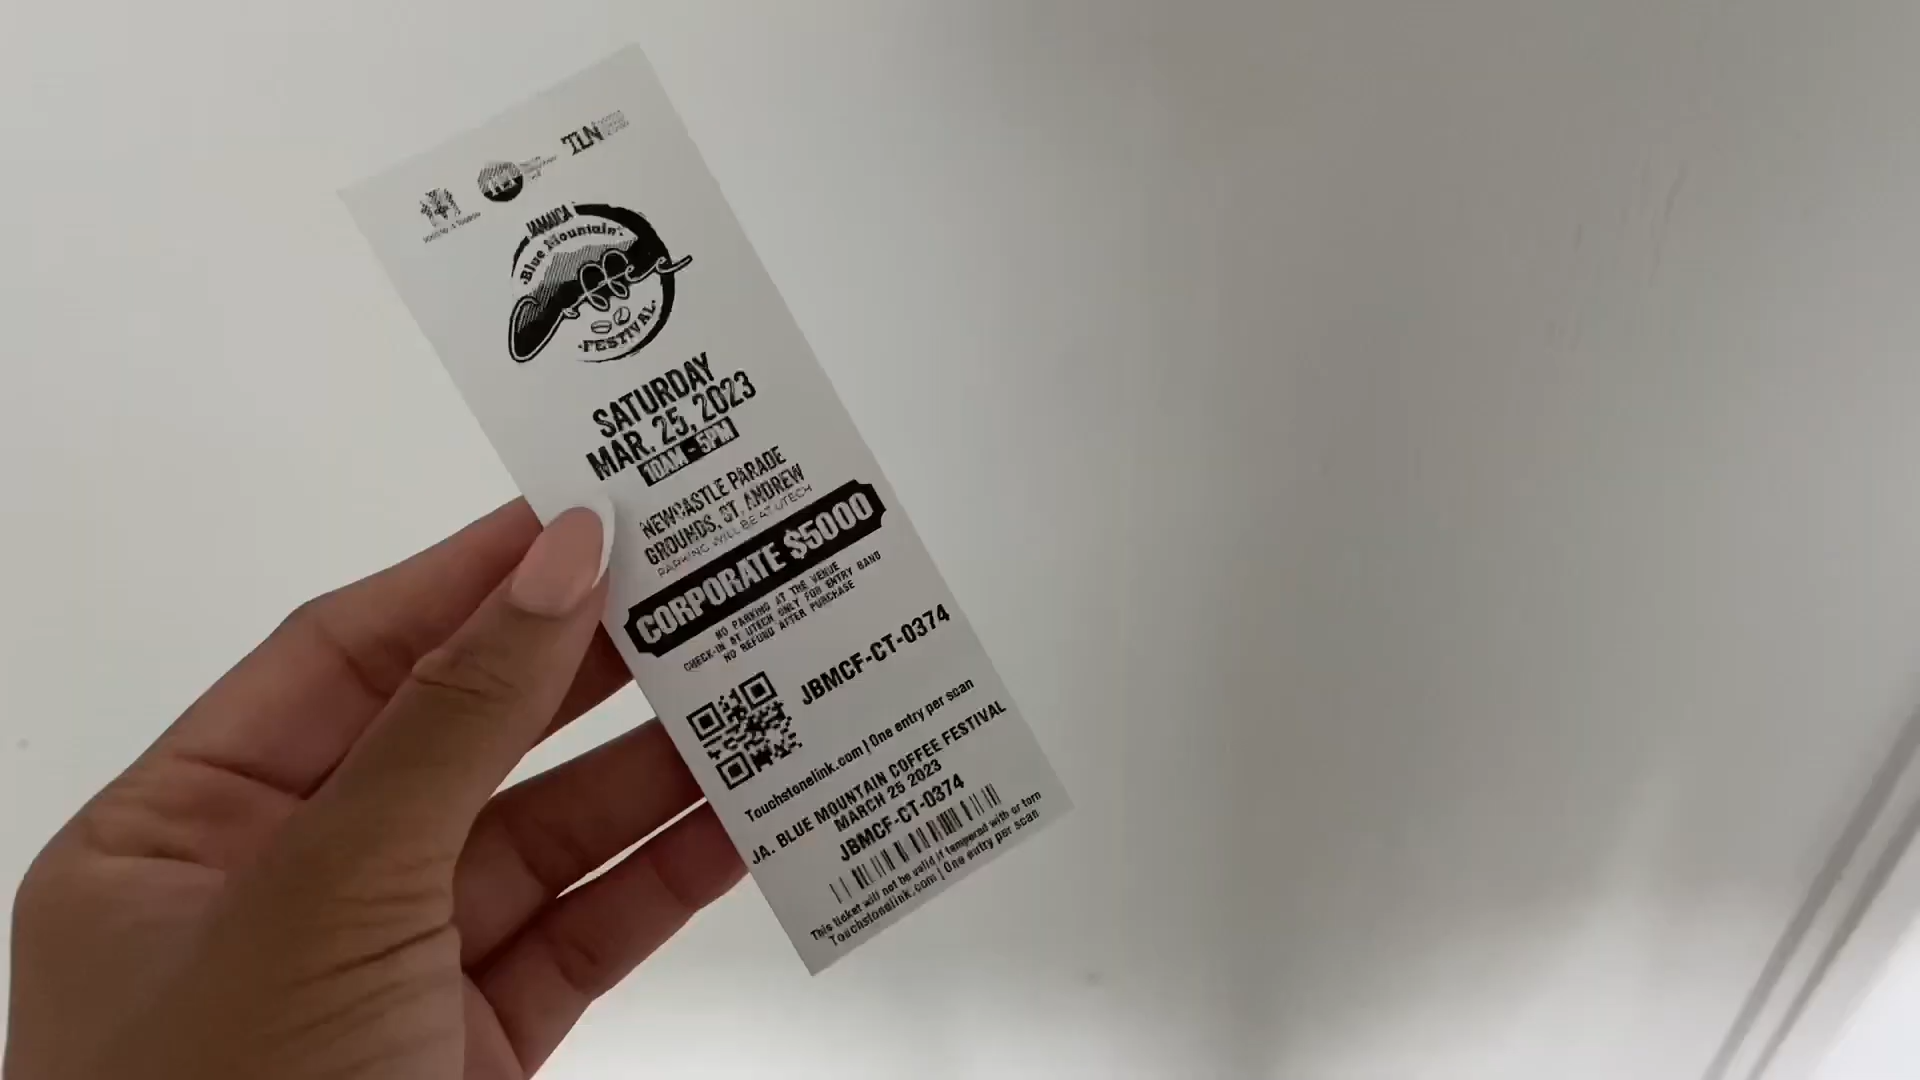 TLN
JAMAICA
Blue Mountain
Coffee
FESTIVAL
SATURDAY
MAR. 25, 2023
10AM - 5PM
NEWCASTLE PARADE
GROUNDS, ST. ANDREW
PARKING WILL BE AT UTECH
CORPORATE $5000
NO PARKING AT THE VENUE
CHECK-IN AT UTECH ONLY FOR ENTRY BAND
NO REFUND AFTER PURCHASE
JBMCF-CT-0374
Touchstonelink.com | One entry per scan
JA. BLUE MOUNTAIN COFFEE FESTIVAL
MARCH 25 2023
JBMCF-CT-0374
This ticket will not be valid if tampered with or torn
Touchstonelink.com | One entry per scan